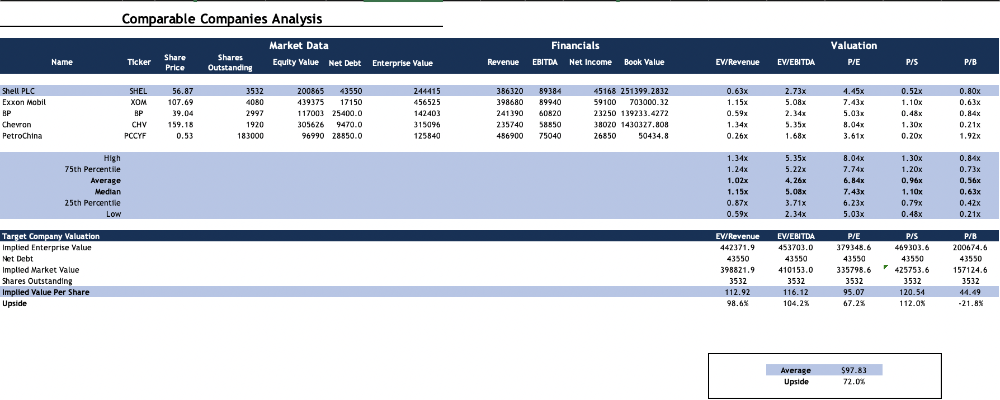 Comparable Companies Analysis
Market Data Financials Valuation
Name Ticker Share Price Shares Outstanding Equity Value Net Debt Enterprise Value Revenue EBITDA Net Income Book Value EV/Revenue EV/EBITDA P/E P/S P/B
Shell PLC SHEL 56.87 3532 200865 43550 244415 386320 89384 45168 251399.2832 0.63x 2.73x 4.45x 0.52x 0.80x
Exxon Mobil XOM 107.69 4080 439375 17150 456525 398680 89940 59100 703000.32 1.15x 5.08x 7.43x 1.10x 0.63x
BP BP 39.04 2997 117003 25400.0 142403 241390 60820 23250 139233.4272 0.59x 2.34x 5.03x 0.48x 0.84x
Chevron CHV 159.18 1920 305626 9470.0 315096 235740 58850 38020 1430327.808 1.34x 5.35x 8.04x 1.30x 0.21x
PetroChina PCCYF 0.53 183000 96990 28850.0 125840 486900 75040 26850 50434.8 0.26x 1.68x 3.61x 0.20x 1.92x
High 1.34x 5.35x 8.04x 1.30x 0.84x
75th Percentile 1.24x 5.22x 7.74x 1.20x 0.73x
Average 1.02x 4.26x 6.84x 0.96x 0.56x
Median 1.15x 5.08x 7.43x 1.10x 0.63x
25th Percentile 0.87x 3.71x 6.23x 0.79x 0.42x
Low 0.59x 2.34x 5.03x 0.48x 0.21x
Target Company Valuation EV/Revenue EV/EBITDA P/E P/S P/B
Implied Enterprise Value 442371.9 453703.0 379348.6 469303.6 200674.6
Net Debt 43550 43550 43550 43550 43550
Implied Market Value 398821.9 410153.0 335798.6 425753.6 157124.6
Shares Outstanding 3532 3532 3532 3532 3532
Implied Value Per Share 112.92 116.12 95.07 120.54 44.49
Upside 98.6% 104.2% 67.2% 112.0% -21.8%
Average $97.83
Upside 72.0%